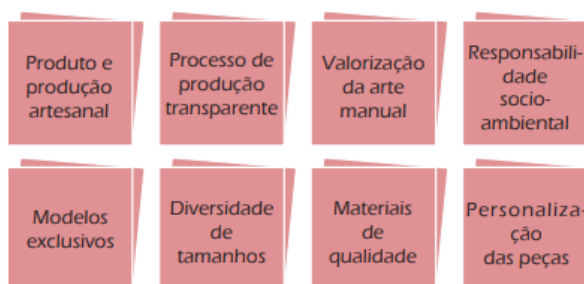 Produto e
produção
artesanal
Processo de
produção
transparente
Valorização
da arte
manual
Responsabili-
dade
socio-
ambiental
Modelos
exclusivos
Diversidade
de
tamanhos
Materiais
de
qualidade
Personaliza-
ção
das peças